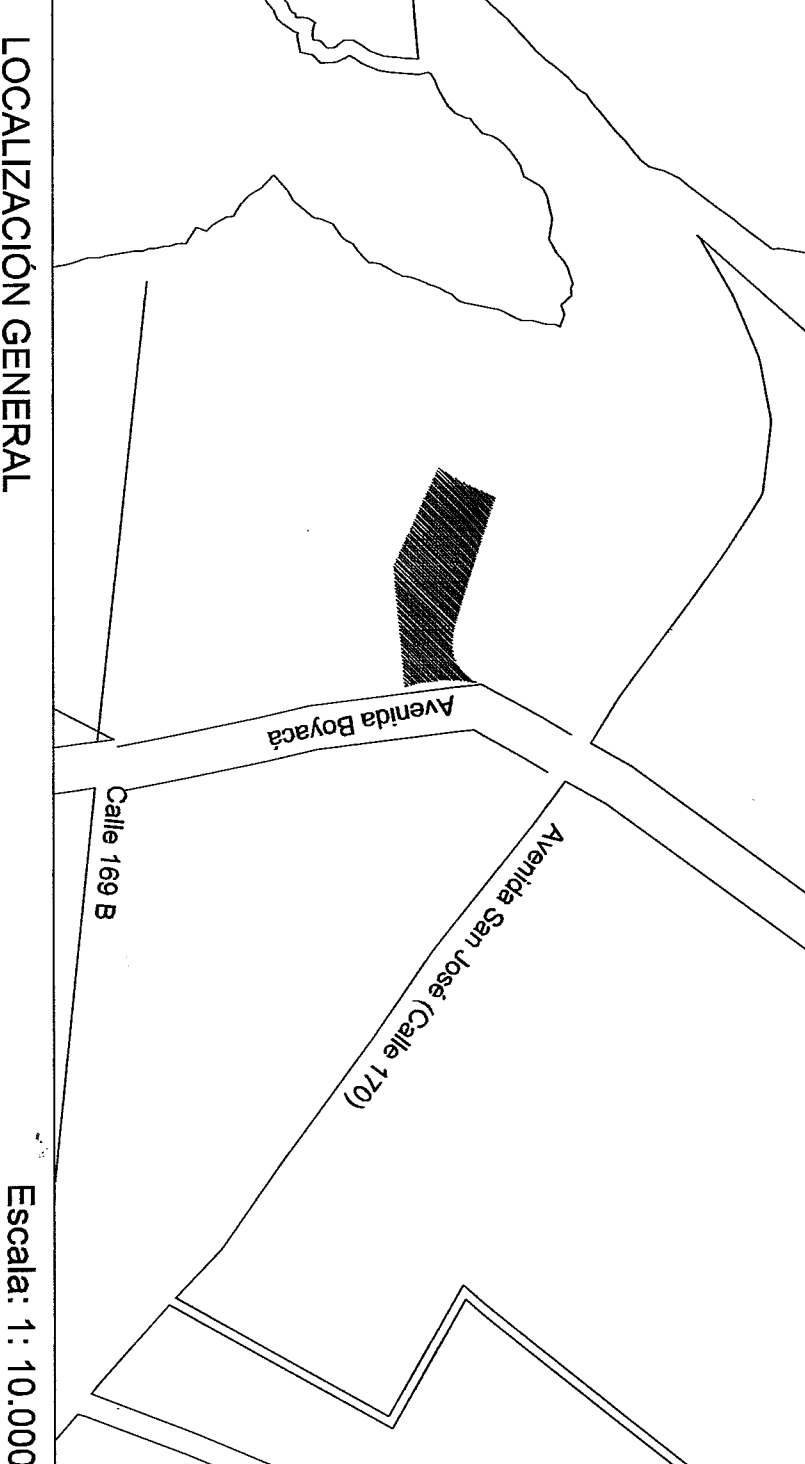 Avenida Boyacá
Avenida San José (Calle 170)
Calle 169 B
LOCALIZACIÓN GENERAL
Escala: 1: 10.000